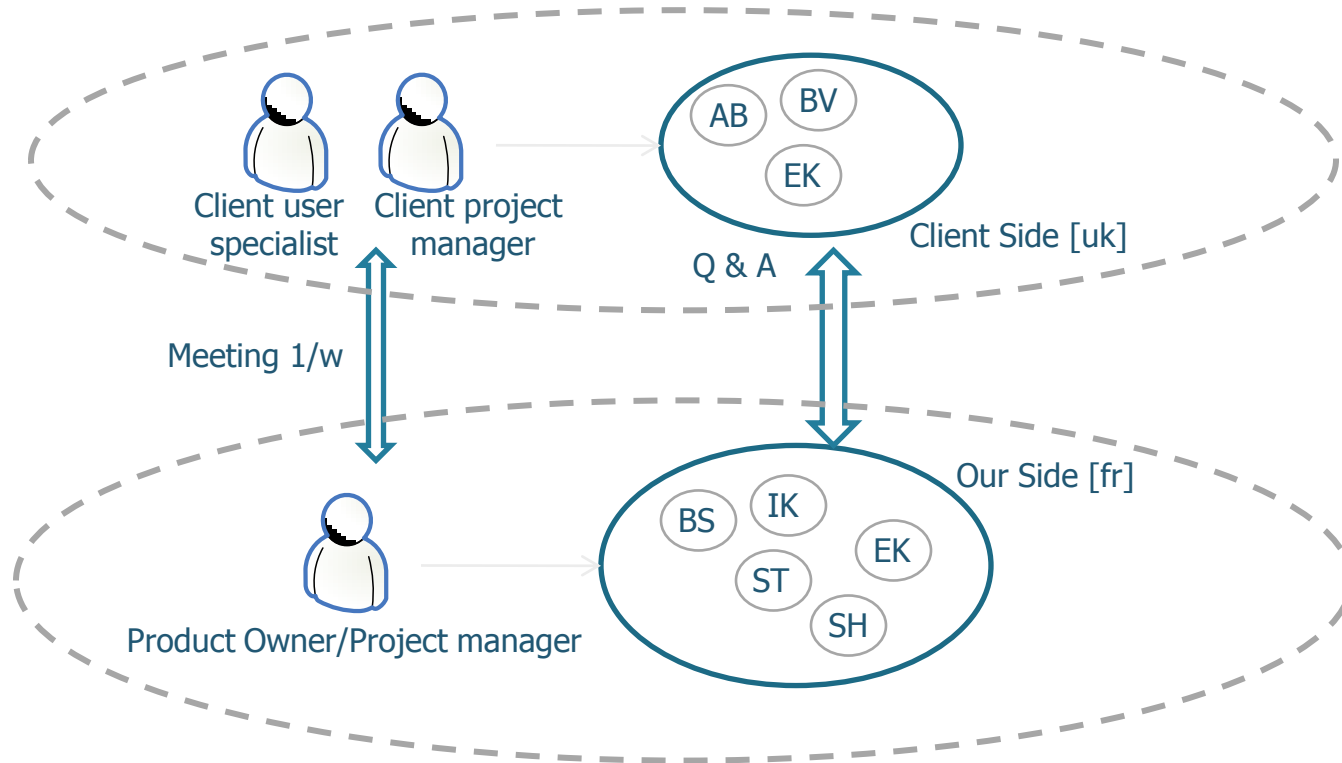 AB
BV
EK
Client user
specialist
Client project
manager
Client Side [uk]
Q & A
Meeting 1/w
Our Side [fr]
BS
IK
EK
ST
SH
Product Owner/Project manager